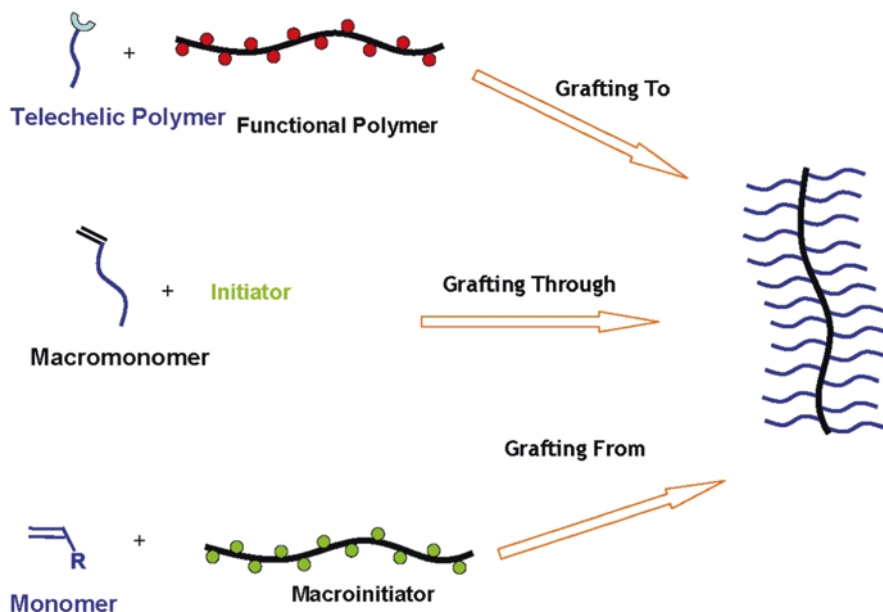 +
Grafting To
Telechelic Polymer
Functional Polymer
+
Initiator
Grafting Through
Macromonomer
Grafting From
+
R
Macroinitiator
Monomer